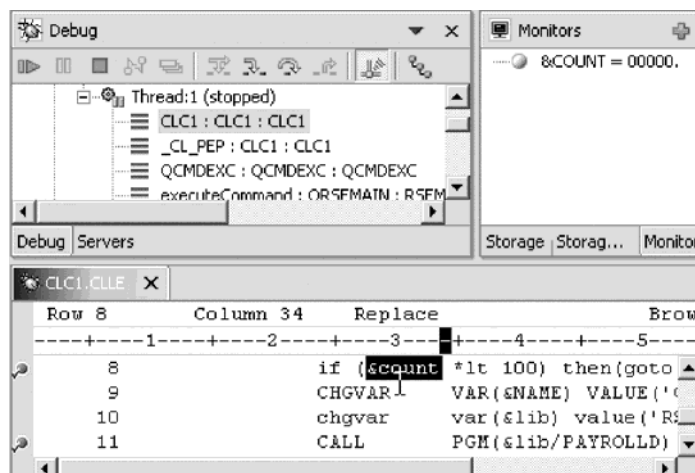 Debug
Thread:1 (stopped)
CLC1 : CLC1 : CLC1
_CL_PEP : CLC1 : CLC1
QCMDEXC : QCMDEXC : QCMDEXC
executeCommand : QRSEMAIN : RSEM
Debug Servers
Monitors
&COUNT = 00000.
Storage Storag... Monitor
CLC1.CLLE
Row 8 Column 34 Replace Brow
----+----1----+----2----+----3--- ----4----+----5--
8 if (&count *lt 100) then(goto
9 CHGVAR VAR(&NAME) VALUE('
10 chgvar var(&lib) value('RS
11 CALL PGM(&lib/PAYROLLD)